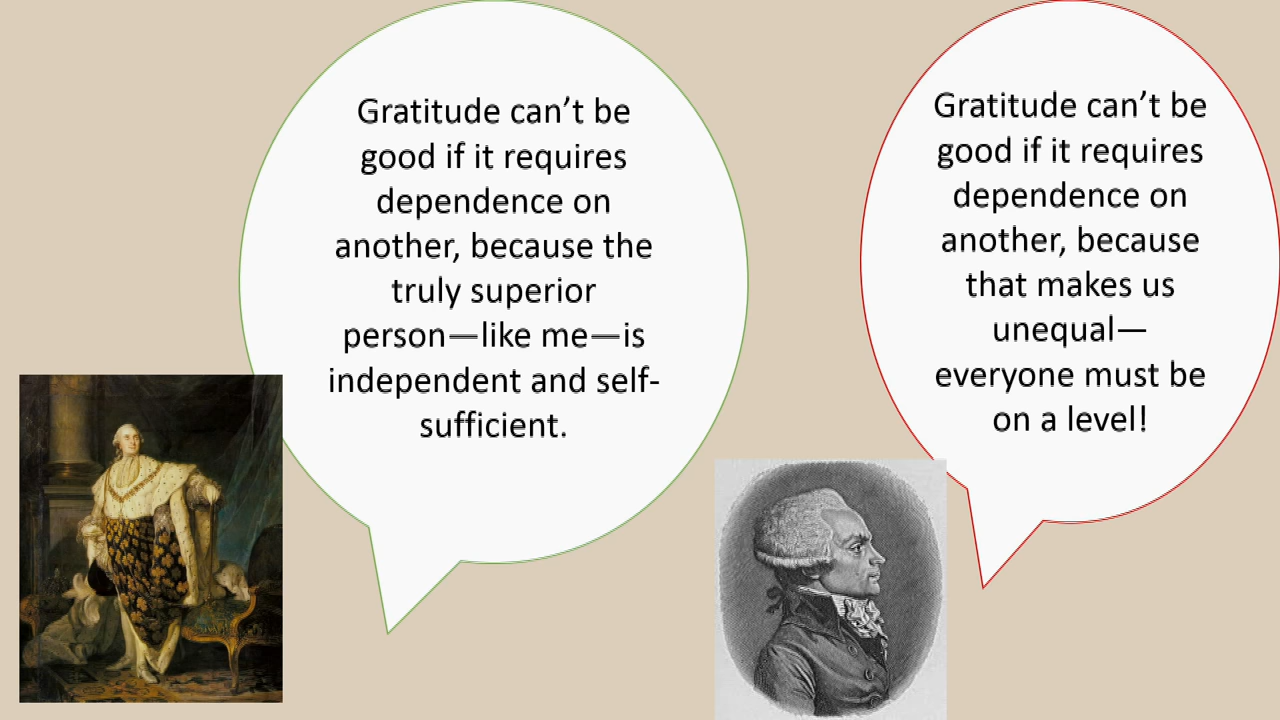 Gratitude can’t be
good if it requires
dependence on
another, because the
truly superior
person—like me—is
independent and self-
sufficient.
Gratitude can’t be
good if it requires
dependence on
another, because
that makes us
unequal—
everyone must be
on a level!